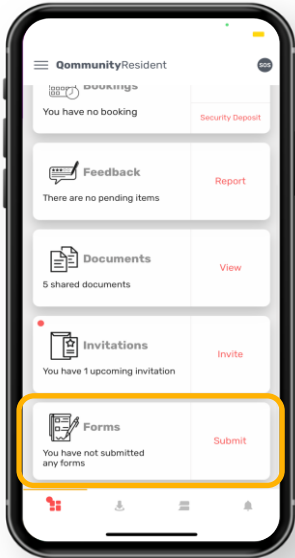 QommunityResident
SOS
Bookings
You have no booking
Security Deposit
Feedback
There are no pending items
Report
Documents
5 shared documents
View
Invitations
You have 1 upcoming invitation
Invite
Forms
You have not submitted
any forms
Submit